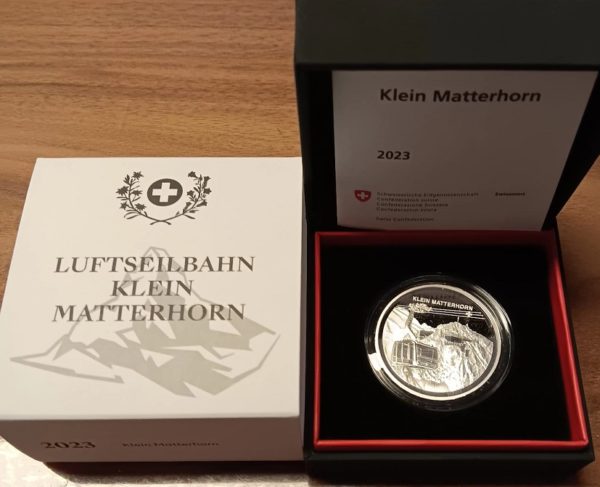 LUFTSEILBAHN
KLEIN
MATTERHORN
2023 Klein Matterhorn
Klein Matterhorn
2023
Schweizerische Eidgenossenschaft Swissmint
Confédération suisse
Confederazione Svizzera
Confederaziun svizra
Swiss Confederation
KLEIN MATTERHORN